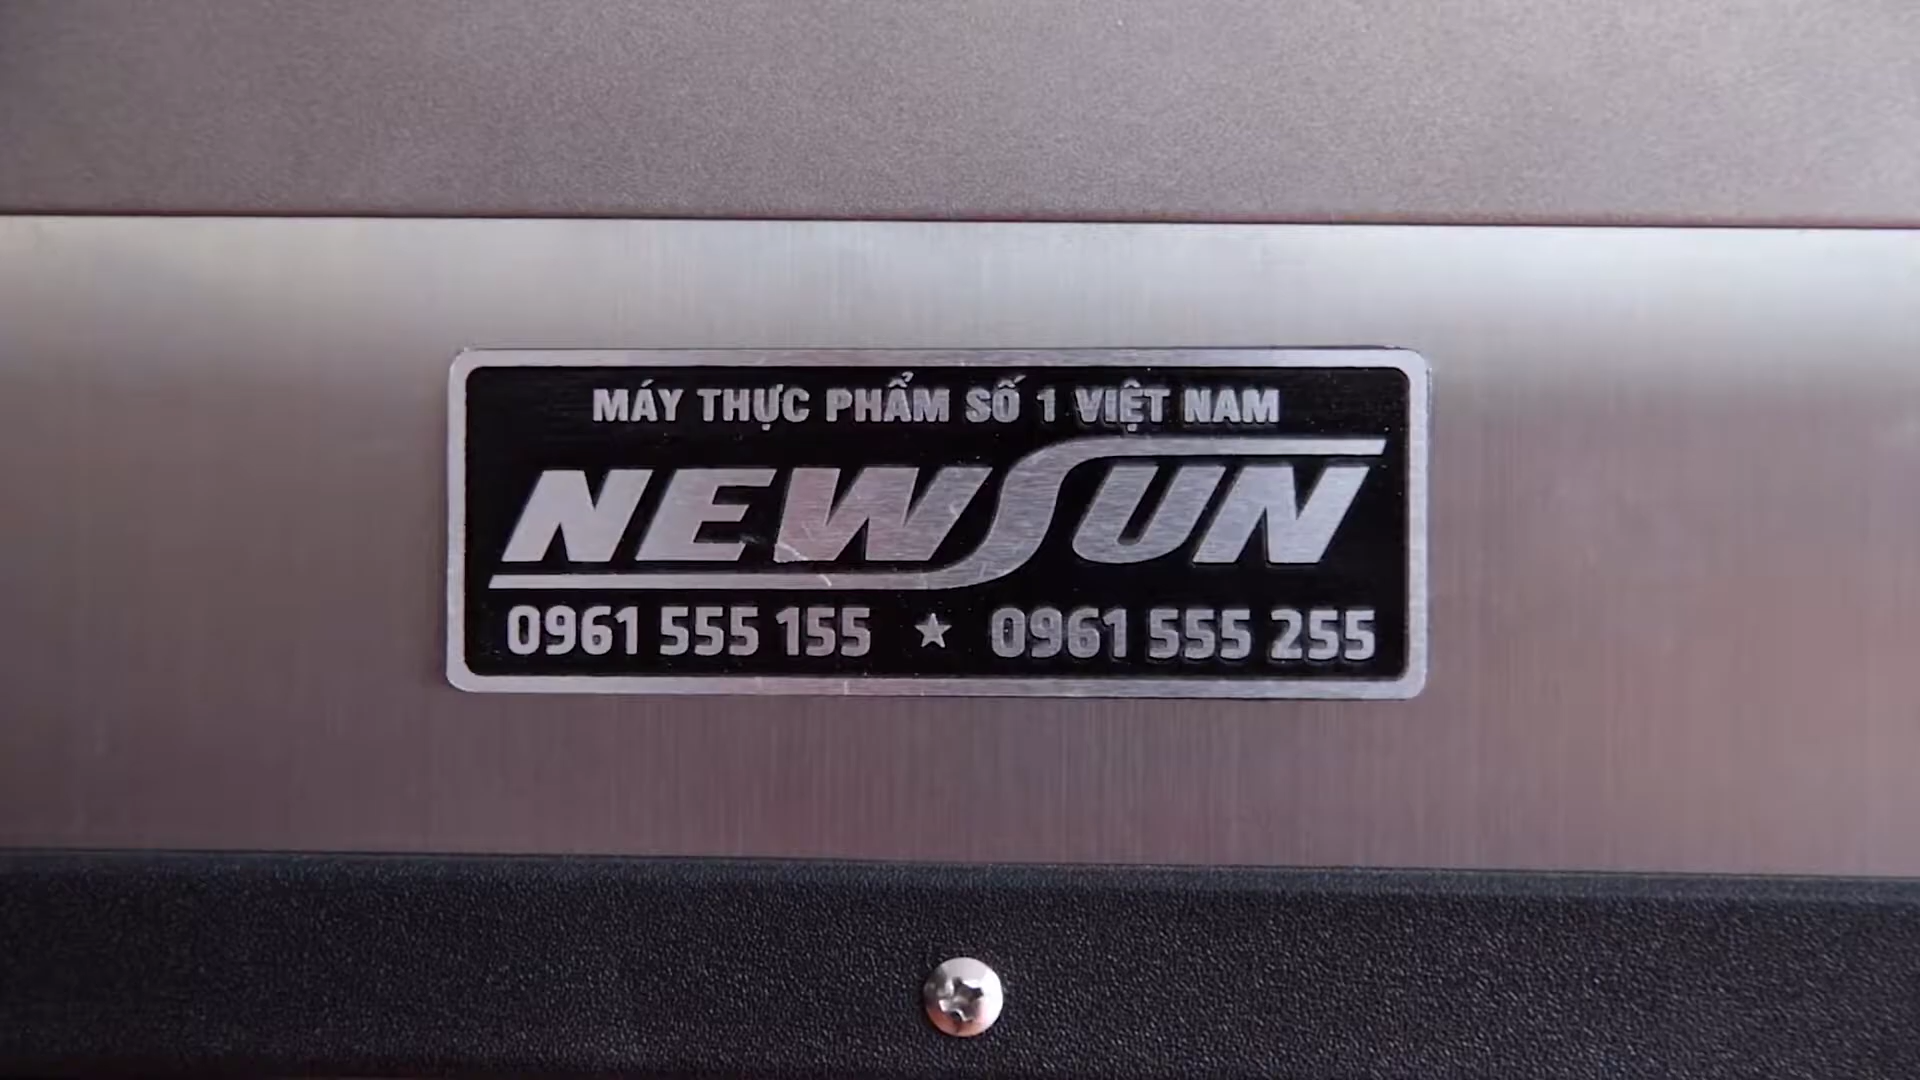 MÁY THỰC PHẨM SỐ 1 VIỆT NAM
NEWSUN
0961 555 155 ★ 0961 555 255